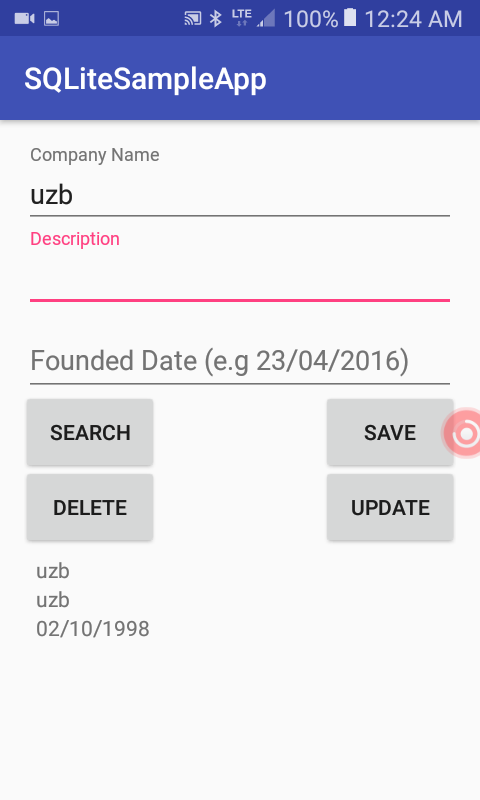 LTE 100% 12:24 AM
SQLiteSampleApp
Company Name
uzb
Description
Founded Date (e.g 23/04/2016)
SEARCH SAVE
DELETE UPDATE
uzb
uzb
02/10/1998